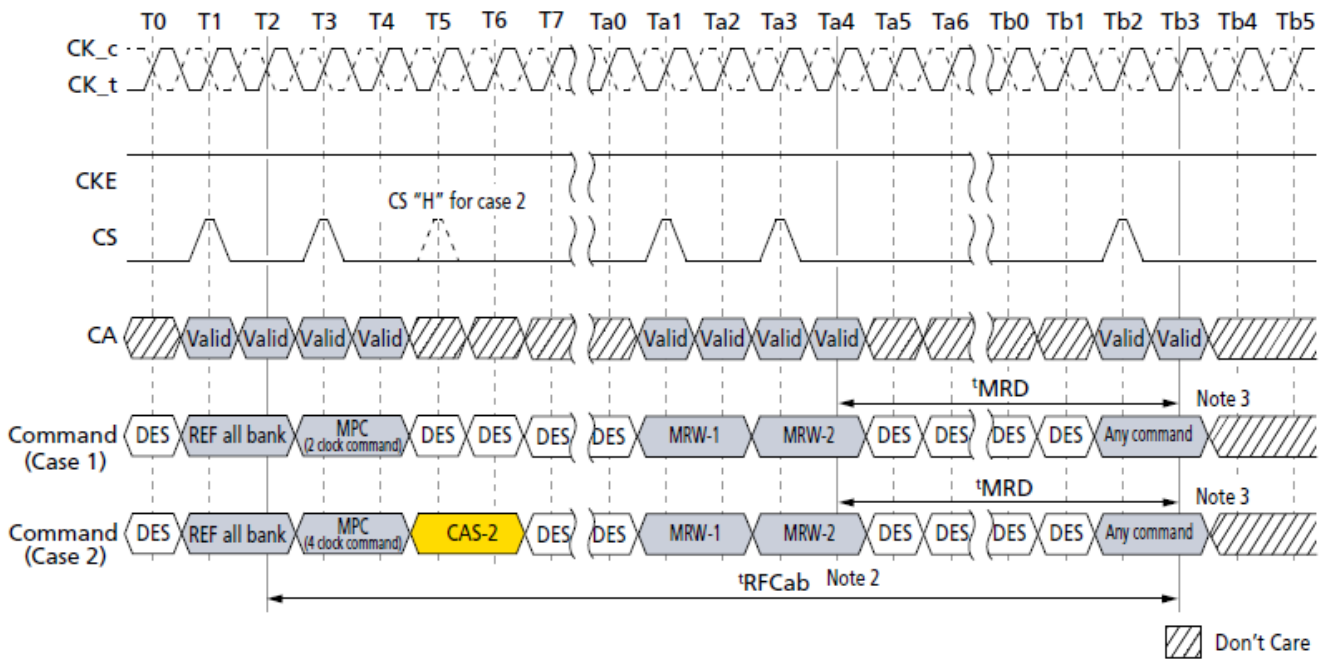 T0 T1 T2 T3 T4 T5 T6 T7 Ta0 Ta1 Ta2 Ta3 Ta4 Ta5 Ta6 Tb0 Tb1 Tb2 Tb3 Tb4 Tb5
CK_c
CK_t
CKE
CS "H" for case 2
CS
CA Valid Valid Valid Valid Valid Valid Valid Valid Valid Valid
tMRD Note 3
Command (Case 1) DES REF all bank MPC (2 clock command) DES DES DES DES MRW-1 MRW-2 DES DES DES DES Any command
tMRD Note 3
Command (Case 2) DES REF all bank MPC (4 clock command) CAS-2 DES DES MRW-1 MRW-2 DES DES DES DES Any command
tRFCab Note 2
Don't Care